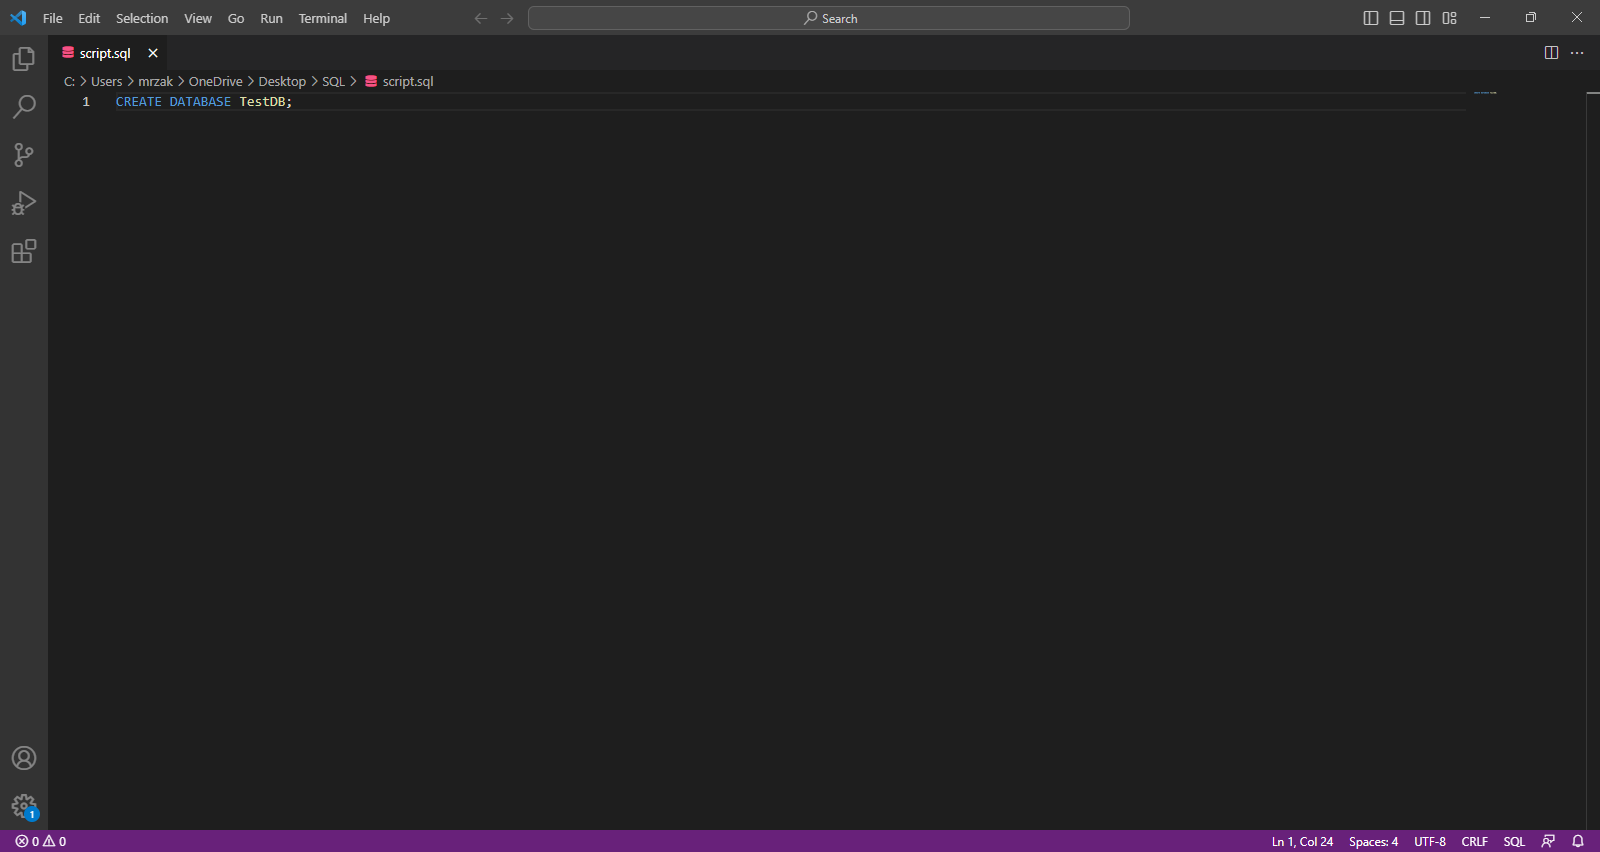 File Edit Selection View Go Run Terminal Help Search
script.sql
C: > Users > mrzak > OneDrive > Desktop > SQL > script.sql
1 CREATE DATABASE TestDB;
1
0 0 Ln 1, Col 24 Spaces: 4 UTF-8 CRLF SQL